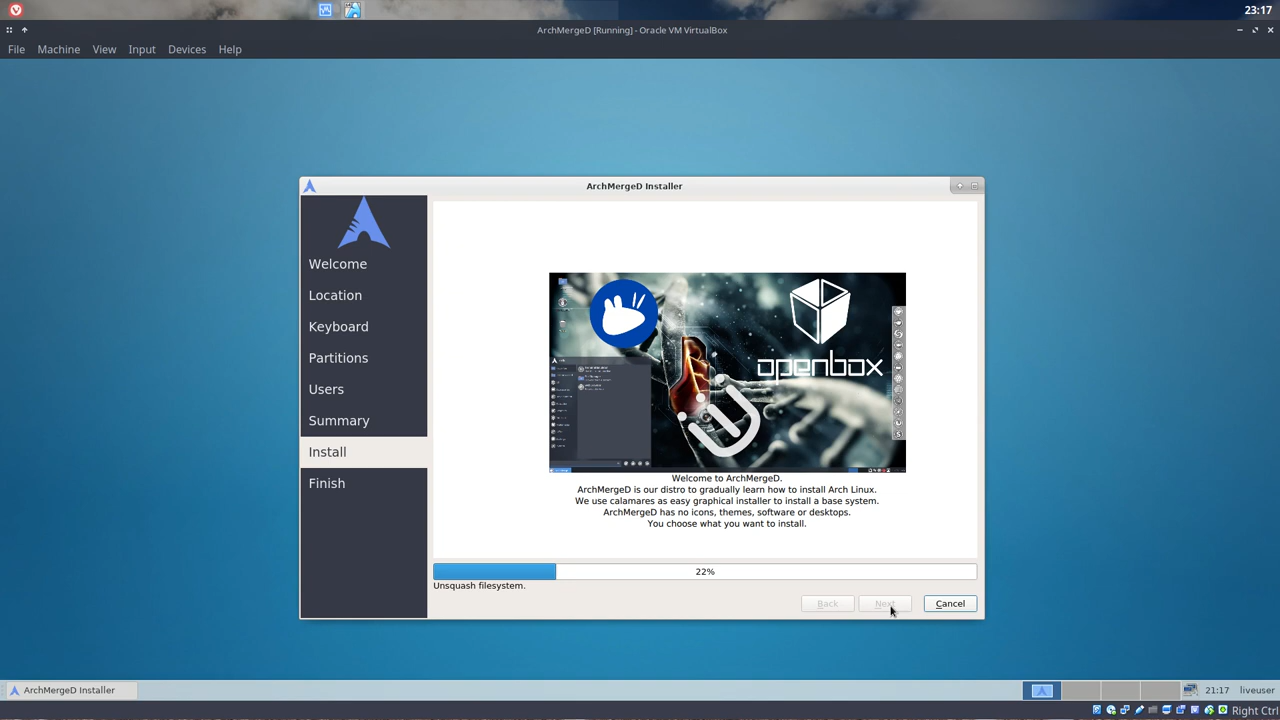 23:17
ArchMergeD [Running] - Oracle VM VirtualBox
File Machine View Input Devices Help
ArchMergeD Installer
Welcome
Location
Keyboard
Partitions
Users
Summary
Install
Finish
openbox
Welcome to ArchMergeD.
ArchMergeD is our distro to gradually learn how to install Arch Linux.
We use calamares as easy graphical installer to install a base system.
ArchMergeD has no icons, themes, software or desktops.
You choose what you want to install.
22%
Unsquash filesystem.
Back Next Cancel
ArchMergeD Installer 21:17 liveuser
Right Ctrl